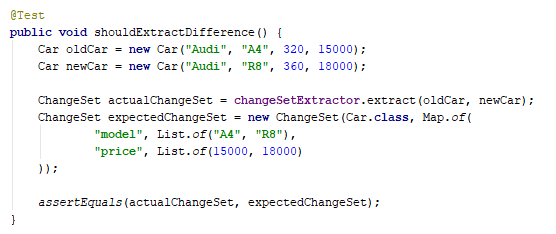 @Test
public void shouldExtractDifference() {
    Car oldCar = new Car("Audi", "A4", 320, 15000);
    Car newCar = new Car("Audi", "R8", 360, 18000);

    ChangeSet actualChangeSet = changeSetExtractor.extract(oldCar, newCar);
    ChangeSet expectedChangeSet = new ChangeSet(Car.class, Map.of(
            "model", List.of("A4", "R8"),
            "price", List.of(15000, 18000)
    ));

    assertEquals(actualChangeSet, expectedChangeSet);
}